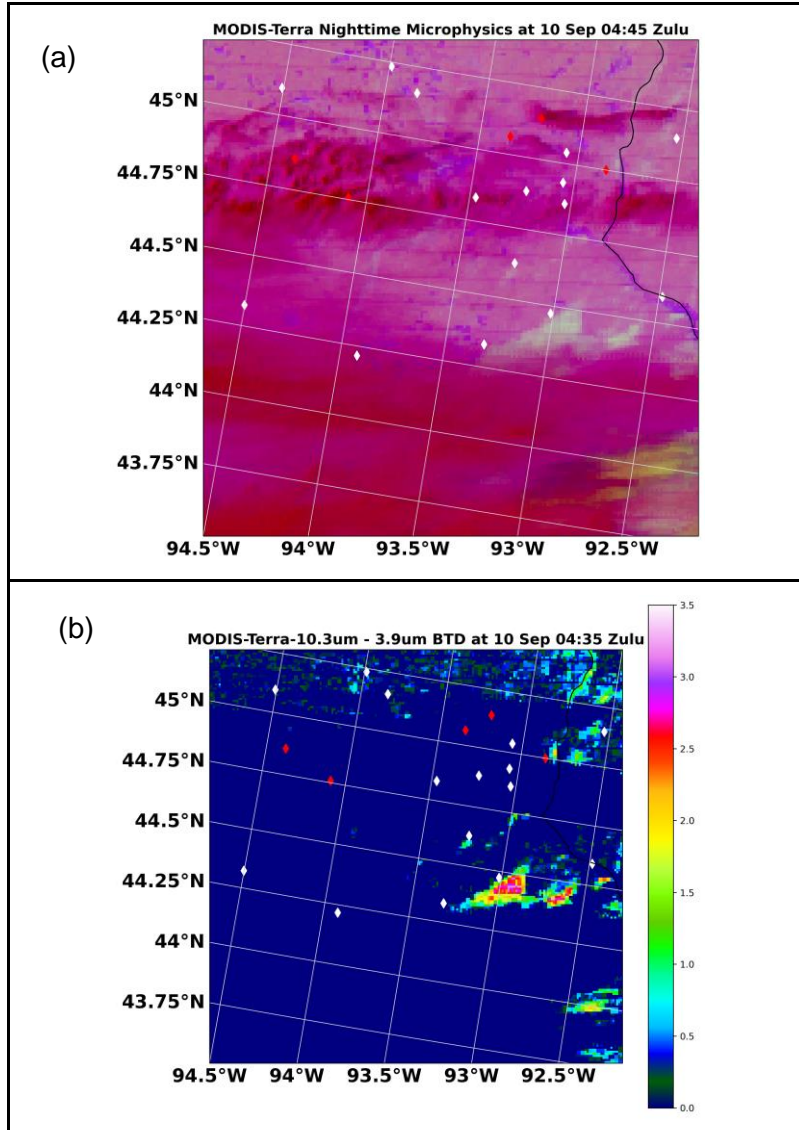 (a)
MODIS-Terra Nighttime Microphysics at 10 Sep 04:45 Zulu
45°N
44.75°N
44.5°N
44.25°N
44°N
43.75°N
94.5°W 94°W 93.5°W 93°W 92.5°W
(b)
MODIS-Terra-10.3um - 3.9um BTD at 10 Sep 04:35 Zulu
45°N
44.75°N
44.5°N
44.25°N
44°N
43.75°N
94.5°W 94°W 93.5°W 93°W 92.5°W
3.5
3.0
2.5
2.0
1.5
1.0
0.5
0.0